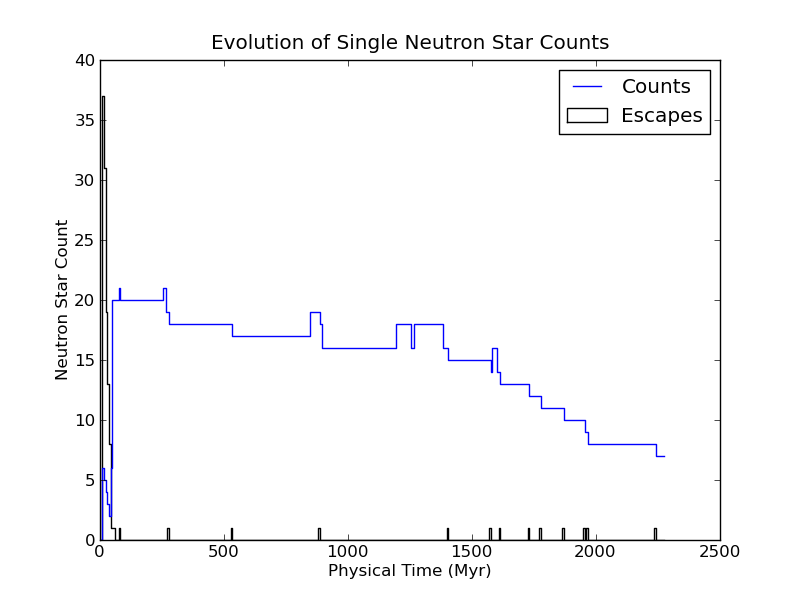 Evolution of Single Neutron Star Counts
40
35
30
25
20
15
10
5
0
Neutron Star Count
Counts
Escapes
0 500 1000 1500 2000 2500
Physical Time (Myr)